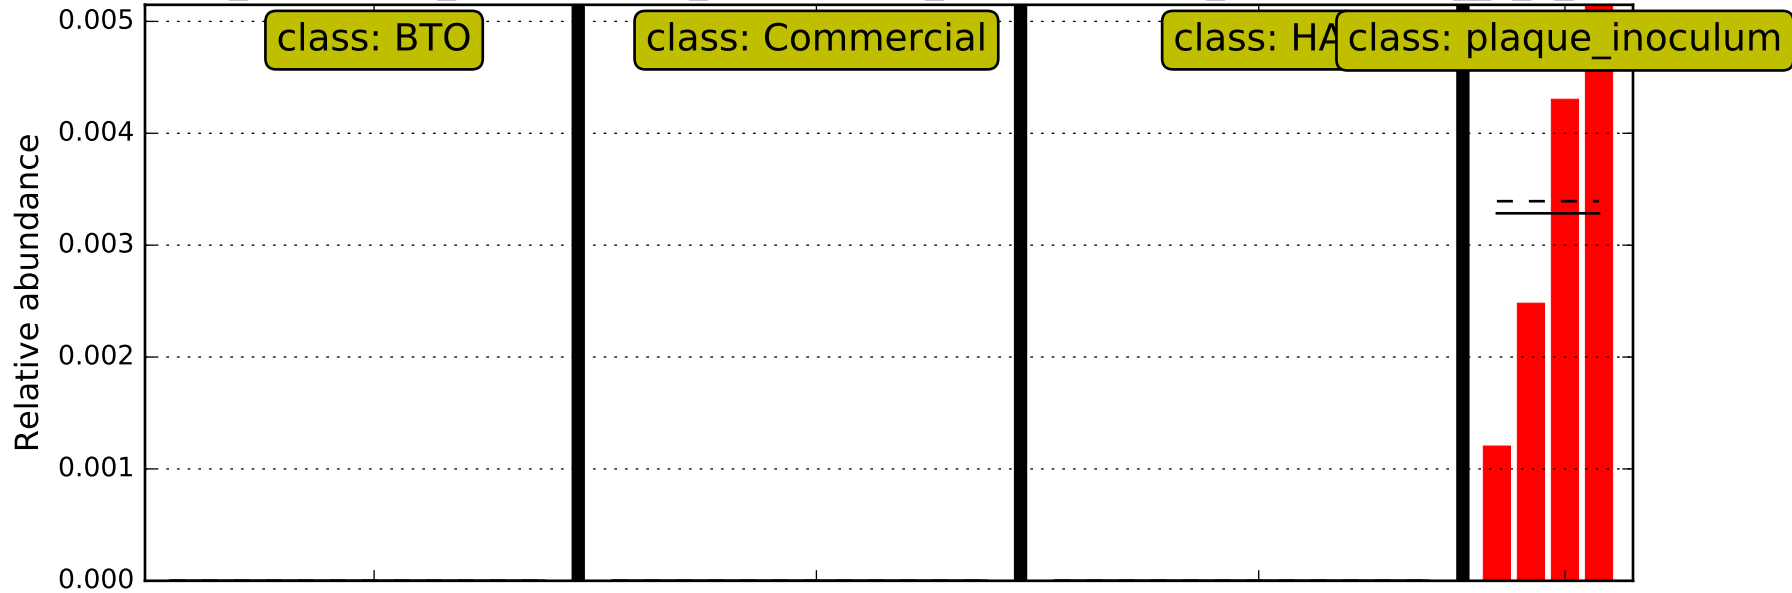 0.005
class: BTO
class: Commercial
class: HA
class: plaque_inoculum
0.004
0.003
0.002
0.001
0.000
Relative abundance